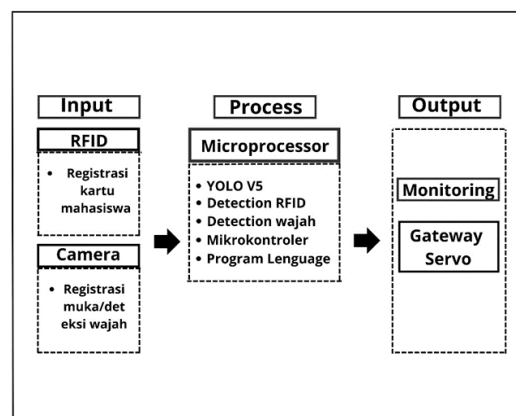 Input
RFID
• Registrasi
kartu
mahasiswa
Camera
• Registrasi
muka/det
eksi wajah
Process
Microprocessor
• YOLO V5
• Detection RFID
• Detection wajah
• Mikrokontroler
• Program Lenguage
Output
Monitoring
Gateway
Servo